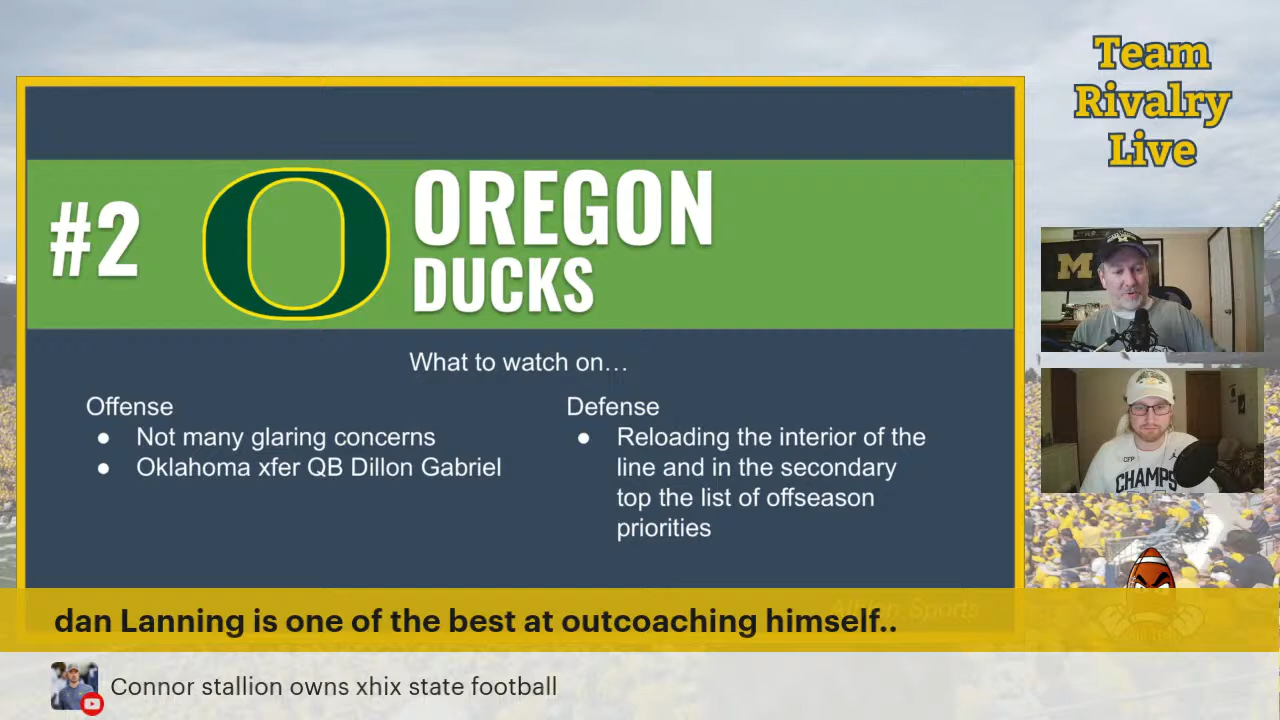 Team
Rivalry
Live
#2
O
OREGON
DUCKS
What to watch on…
Offense
● Not many glaring concerns
● Oklahoma xfer QB Dillon Gabriel
Defense
● Reloading the interior of the
line and in the secondary
top the list of offseason
priorities
M
CFP
CHAMPS
dan Lanning is one of the best at outcoaching himself..
Connor stallion owns xhix state football